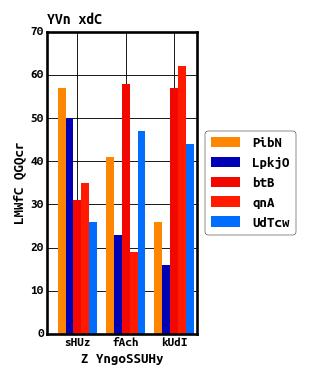 YVn xdC
70
60
50
40
30
20
10
0
LMWfC QGQcr
sHUz fAch kUdI
Z YngoSSUHy
PibN
LpkjO
btB
qnA
UdTcw